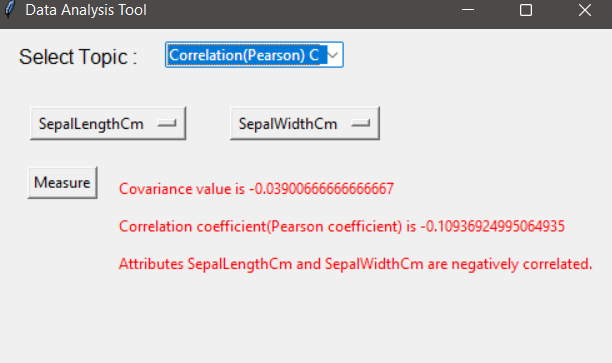 Data Analysis Tool
Select Topic :
Correlation(Pearson) C
SepalLengthCm
SepalWidthCm
Measure
Covariance value is -0.03900666666666667
Correlation coefficient(Pearson coefficient) is -0.10936924995064935
Attributes SepalLengthCm and SepalWidthCm are negatively correlated.